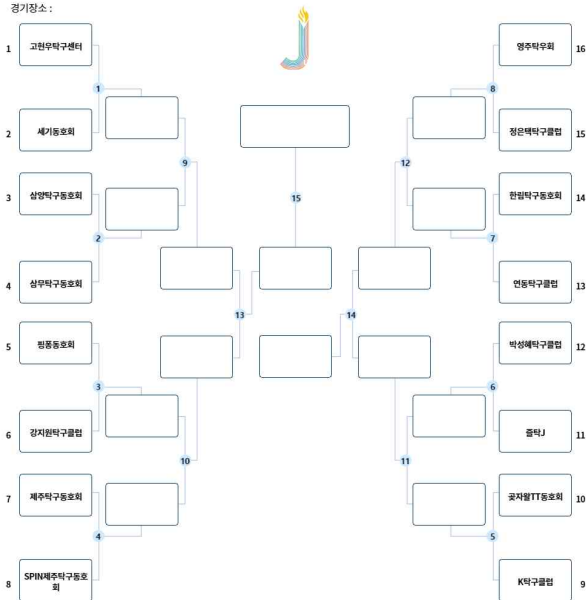 경기장소 :
1 고현우탁구센터
영주탁우회 16
1
8
2 세기동호회
정은택탁구클럽 15
9
12
3 삼양탁구동호회
한림탁구동호회 14
15
2
7
4 삼무탁구동호회
연동탁구클럽 13
13
14
5 핑퐁동호회
박성혜탁구클럽 12
3
6
6 강지원탁구클럽
즐탁J 11
10
11
7 제주탁구동호회
곶자왈TT동호회 10
4
5
8 SPIN제주탁구동호
회
K탁구클럽 9